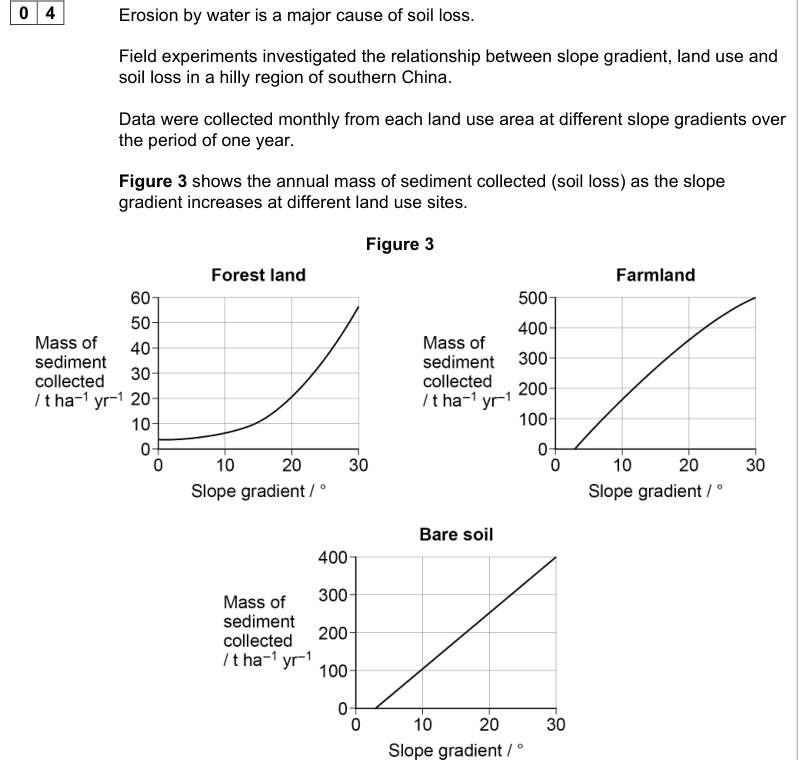 0 4
Erosion by water is a major cause of soil loss.
Field experiments investigated the relationship between slope gradient, land use and
soil loss in a hilly region of southern China.
Data were collected monthly from each land use area at different slope gradients over
the period of one year.
Figure 3 shows the annual mass of sediment collected (soil loss) as the slope
gradient increases at different land use sites.
Figure 3
Forest land
Mass of
sediment
collected
/ t ha⁻¹ yr⁻¹
60
50
40
30
20
10
0
0 10 20 30
Slope gradient / °
Farmland
Mass of
sediment
collected
/ t ha⁻¹ yr⁻¹
500
400
300
200
100
0
0 10 20 30
Slope gradient / °
Bare soil
Mass of
sediment
collected
/ t ha⁻¹ yr⁻¹
400
300
200
100
0
0 10 20 30
Slope gradient / °